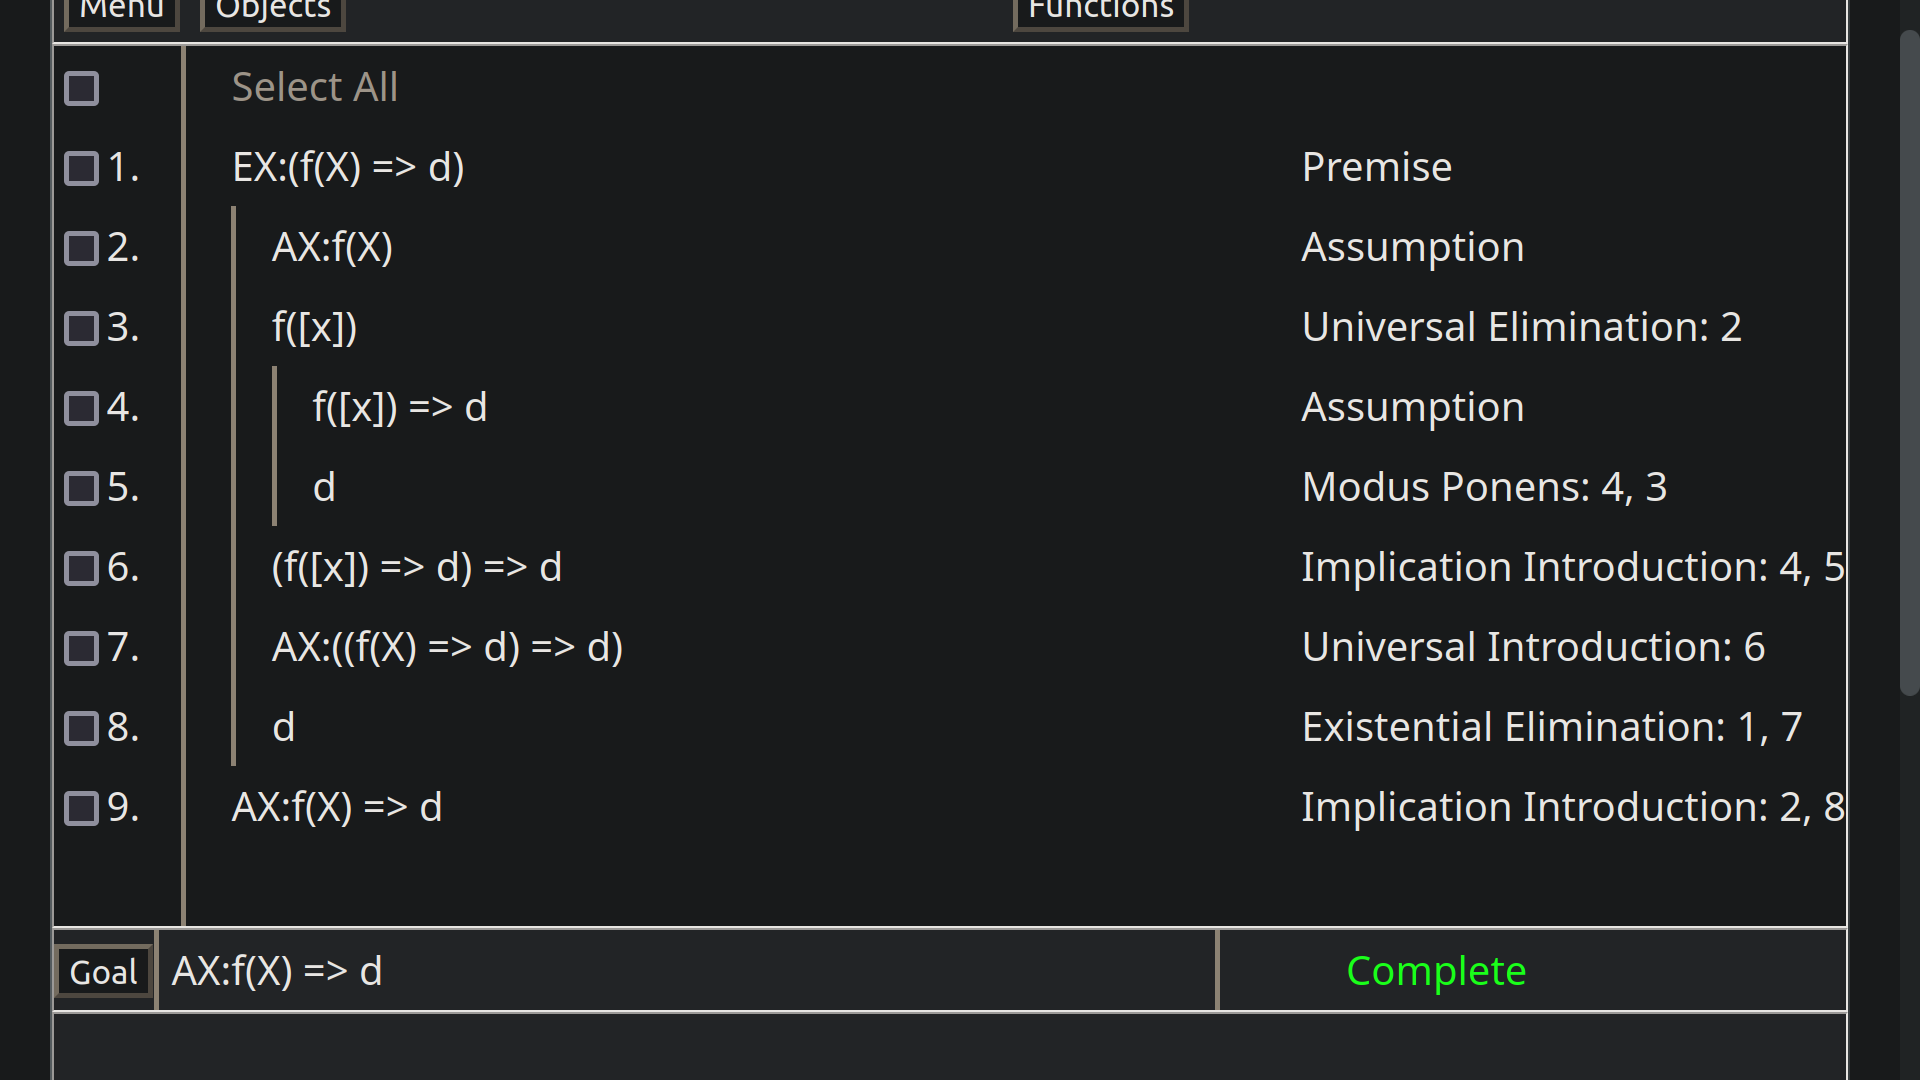 Menu Objects Functions
Select All
1. EX:(f(X) => d) Premise
2. AX:f(X) Assumption
3. f([x]) Universal Elimination: 2
4. f([x]) => d Assumption
5. d Modus Ponens: 4, 3
6. (f([x]) => d) => d Implication Introduction: 4, 5
7. AX:((f(X) => d) => d) Universal Introduction: 6
8. d Existential Elimination: 1, 7
9. AX:f(X) => d Implication Introduction: 2, 8
Goal AX:f(X) => d Complete